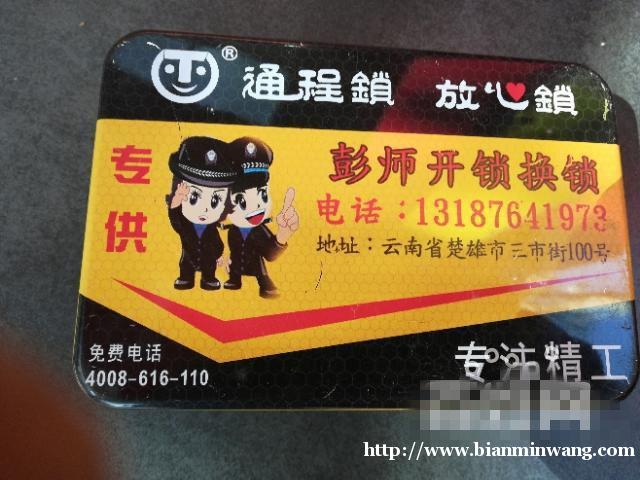 ® 通程鎖 放心鎖
专供
彭师开锁换锁
电话：13187641973
地址：云南省楚雄市三市街100号
免费电话
4008-616-110
专注精工
http://www.bianminwang.com